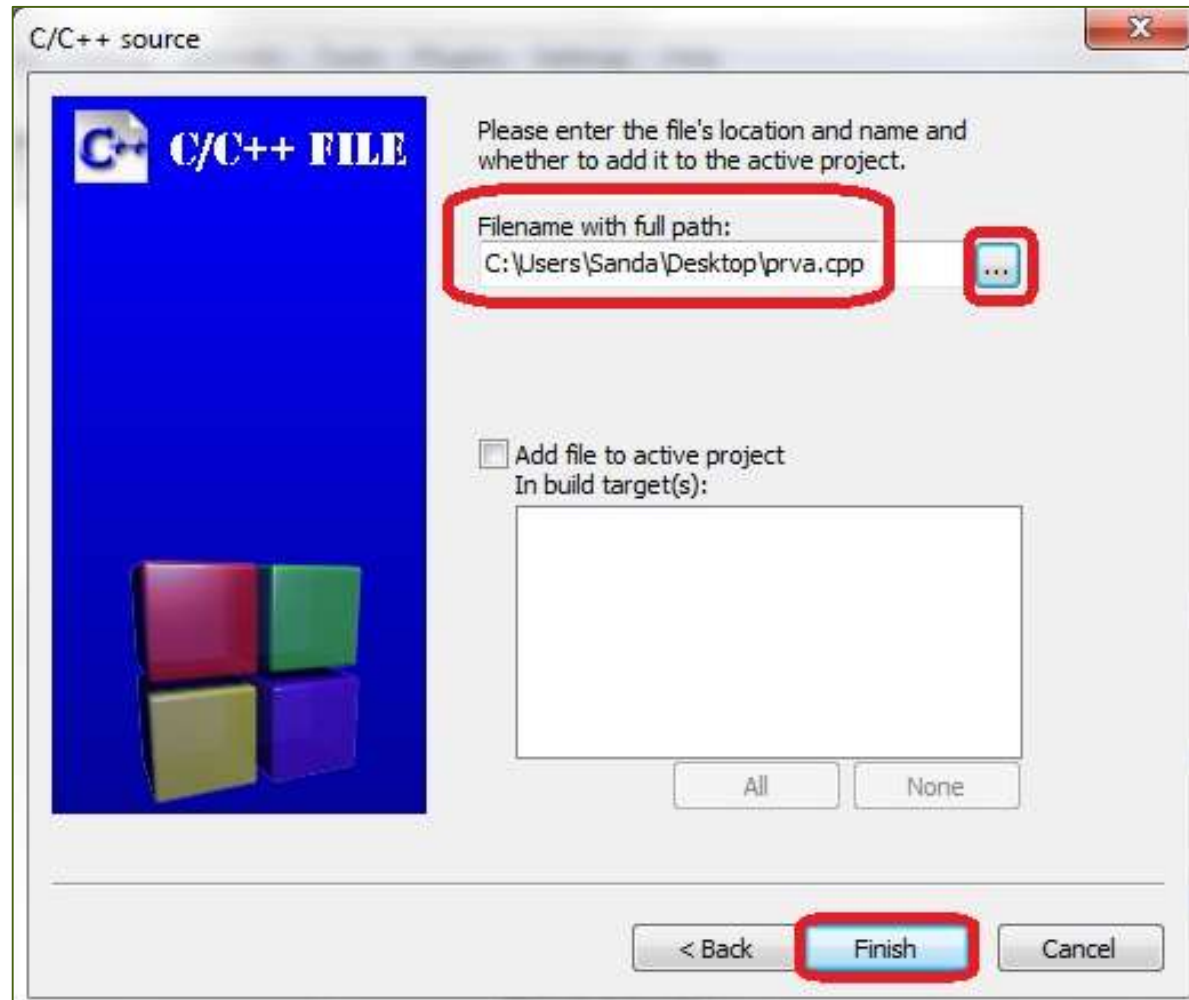 C/C++ source
C++ C/C++ FILE
Please enter the file's location and name and
whether to add it to the active project.
Filename with full path:
C:\Users\Sanda\Desktop\prva.cpp
...
Add file to active project
In build target(s):
All None
< Back Finish Cancel